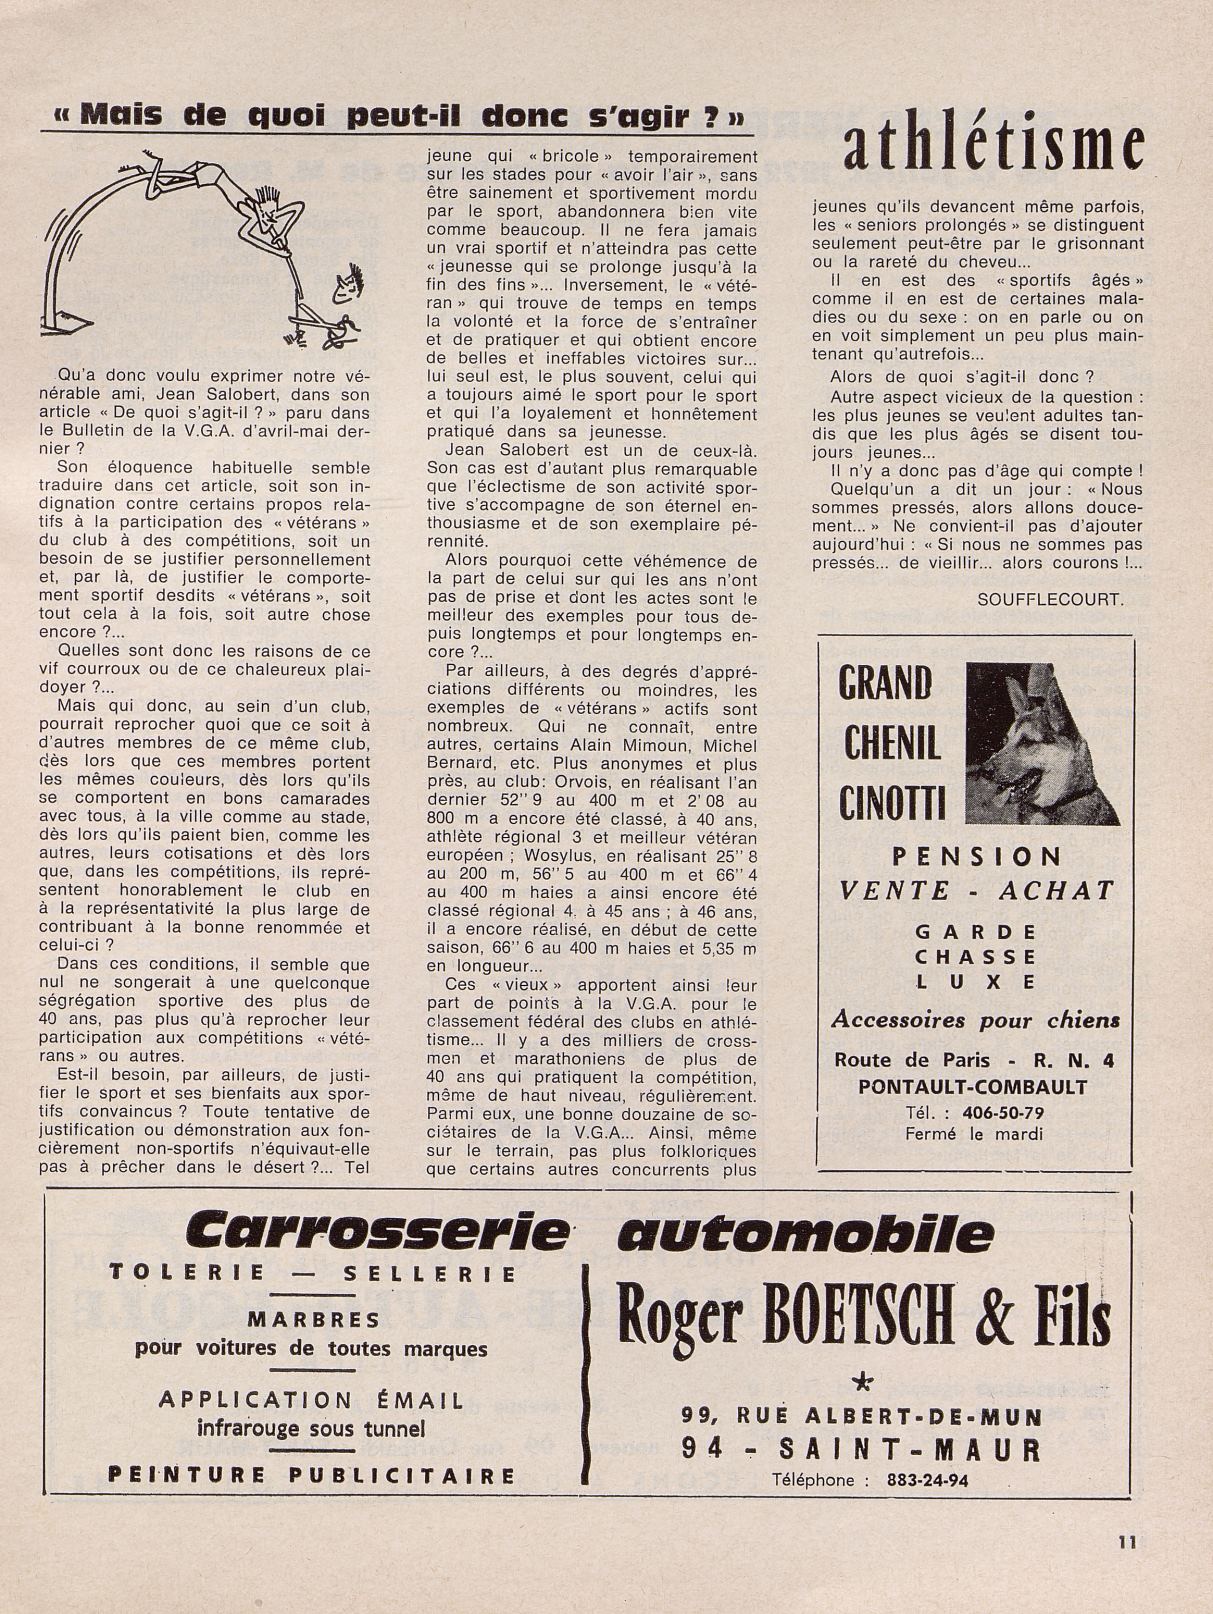 « Mais de quoi peut-il donc s'agir ? »
athlétisme
Qu'a donc voulu exprimer notre vé-
nérable ami, Jean Salobert, dans son
article « De quoi s'agit-il ? » paru dans
le Bulletin de la V.G.A. d'avril-mai der-
nier ?
Son éloquence habituelle semble
traduire dans cet article, soit son in-
dignation contre certains propos rela-
tifs à la participation des « vétérans »
du club à des compétitions, soit un
besoin de se justifier personnellement
et, par là, de justifier le comporte-
ment sportif desdits « vétérans », soit
tout cela à la fois, soit autre chose
encore ?...
Quelles sont donc les raisons de ce
vif courroux ou de ce chaleureux plai-
doyer ?...
Mais qui donc, au sein d'un club,
pourrait reprocher quoi que ce soit à
d'autres membres de ce même club,
dès lors que ces membres portent
les mêmes couleurs, dès lors qu'ils
se comportent en bons camarades
avec tous, à la ville comme au stade,
dès lors qu'ils paient bien, comme les
autres, leurs cotisations et dès lors
que, dans les compétitions, ils repré-
sentent honorablement le club en
à la représentativité la plus large de
contribuant à la bonne renommée et
celui-ci ?
Dans ces conditions, il semble que
nul ne songerait à une quelconque
ségrégation sportive des plus de
40 ans, pas plus qu'à reprocher leur
participation aux compétitions « vété-
rans » ou autres.
Est-il besoin, par ailleurs, de justi-
fier le sport et ses bienfaits aux spor-
tifs convaincus ? Toute tentative de
justification ou démonstration aux fon-
cièrement non-sportifs n'équivaut-elle
pas à prêcher dans le désert ?... Tel
jeune qui « bricole » temporairement
sur les stades pour « avoir l'air », sans
être sainement et sportivement mordu
par le sport, abandonnera bien vite
comme beaucoup. Il ne fera jamais
un vrai sportif et n'atteindra pas cette
« jeunesse qui se prolonge jusqu'à la
fin des fins »... Inversement, le « vété-
ran » qui trouve de temps en temps
la volonté et la force de s'entraîner
et de pratiquer et qui obtient encore
de belles et ineffables victoires sur...
lui seul est, le plus souvent, celui qui
a toujours aimé le sport pour le sport
et qui l'a loyalement et honnêtement
pratiqué dans sa jeunesse.
Jean Salobert est un de ceux-là.
Son cas est d'autant plus remarquable
que l'éclectisme de son activité spor-
tive s'accompagne de son éternel en-
thousiasme et de son exemplaire pé-
rennité.
Alors pourquoi cette véhémence de
la part de celui sur qui les ans n'ont
pas de prise et dont les actes sont le
meilleur des exemples pour tous de-
puis longtemps et pour longtemps en-
core ?...
Par ailleurs, à des degrés d'appré-
ciations différents ou moindres, les
exemples de « vétérans » actifs sont
nombreux. Qui ne connaît, entre
autres, certains Alain Mimoun, Michel
Bernard, etc. Plus anonymes et plus
près, au club: Orvois, en réalisant l'an
dernier 52'' 9 au 400 m et 2' 08 au
800 m a encore été classé, à 40 ans,
athlète régional 3 et meilleur vétéran
européen ; Wosylus, en réalisant 25'' 8
au 200 m, 56'' 5 au 400 m et 66'' 4
au 400 m haies a ainsi encore été
classé régional 4, à 45 ans ; à 46 ans,
il a encore réalisé, en début de cette
saison, 66'' 6 au 400 m haies et 5,35 m
en longueur...
Ces « vieux » apportent ainsi leur
part de points à la V.G.A. pour le
classement fédéral des clubs en athlé-
tisme... Il y a des milliers de cross-
men et marathoniens de plus de
40 ans qui pratiquent la compétition,
même de haut niveau, régulièrement.
Parmi eux, une bonne douzaine de so-
ciétaires de la V.G.A... Ainsi, même
sur le terrain, pas plus folkloriques
que certains autres concurrents plus
jeunes qu'ils devancent même parfois,
les « seniors prolongés » se distinguent
seulement peut-être par le grisonnant
ou la rareté du cheveu...
Il en est des « sportifs âgés »
comme il en est de certaines mala-
dies ou du sexe : on en parle ou on
en voit simplement un peu plus main-
tenant qu'autrefois...
Alors de quoi s'agit-il donc ?
Autre aspect vicieux de la question :
les plus jeunes se veulent adultes tan-
dis que les plus âgés se disent tou-
jours jeunes...
Il n'y a donc pas d'âge qui compte !
Quelqu'un a dit un jour : « Nous
sommes pressés, alors allons douce-
ment... » Ne convient-il pas d'ajouter
aujourd'hui : « Si nous ne sommes pas
pressés... de vieillir... alors courons !...
SOUFFLECOURT.
GRAND
CHENIL
CINOTTI
PENSION
VENTE - ACHAT
GARDE
CHASSE
LUXE
Accessoires pour chiens
Route de Paris - R. N. 4
PONTAULT-COMBAULT
Tél. : 406-50-79
Fermé le mardi
Carrosserie automobile
TOLERIE — SELLERIE
MARBRES
pour voitures de toutes marques
APPLICATION ÉMAIL
infrarouge sous tunnel
PEINTURE PUBLICITAIRE
Roger BOETSCH & Fils
99, RUE ALBERT-DE-MUN
94 - SAINT-MAUR
Téléphone : 883-24-94
11